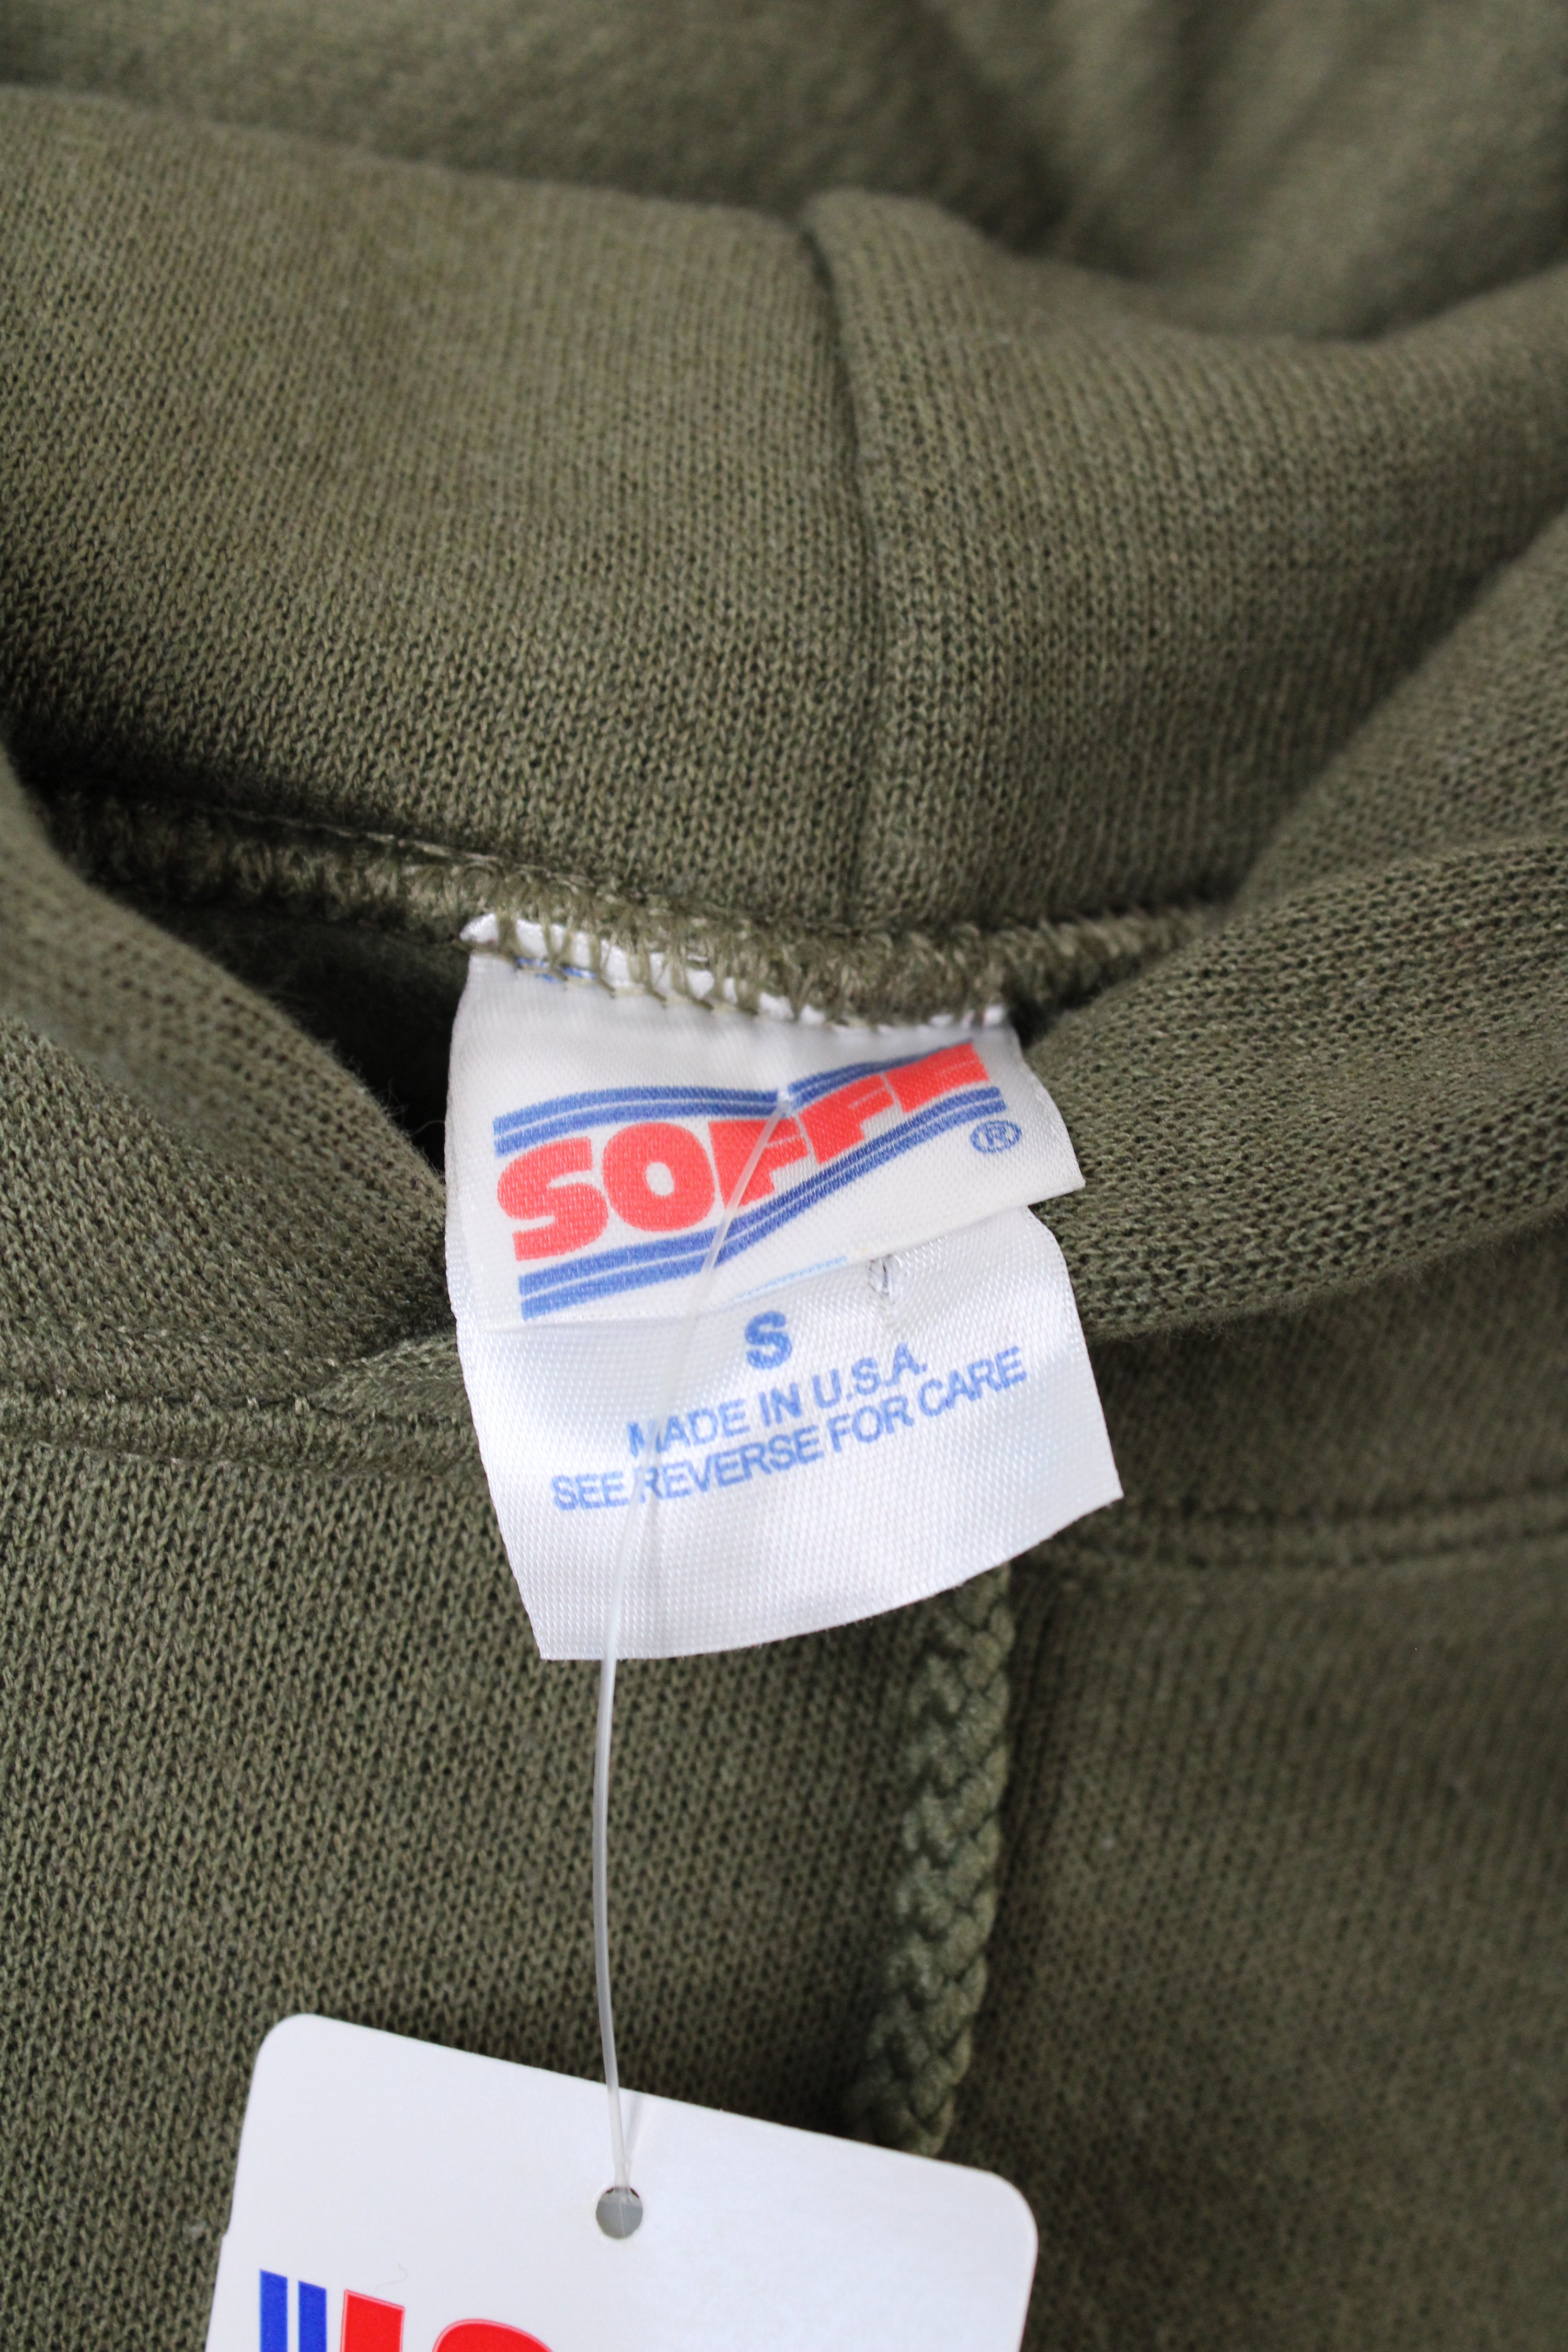 SOFFE®
S
MADE IN U.S.A.
SEE REVERSE FOR CARE